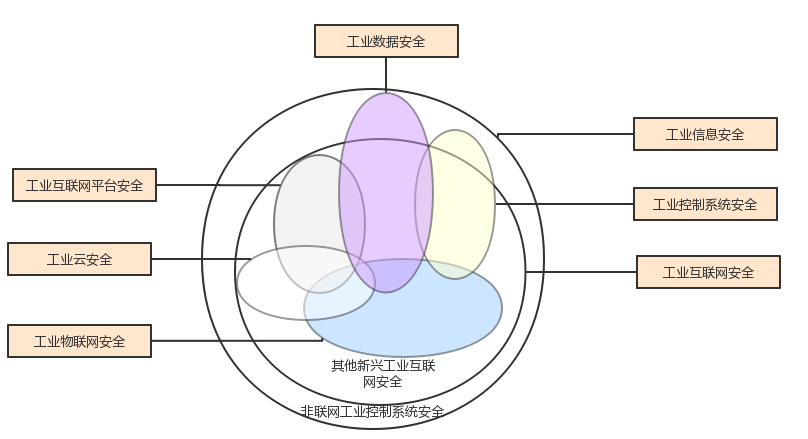 工业数据安全
工业信息安全
工业互联网平台安全
工业控制系统安全
工业云安全
工业互联网安全
工业物联网安全
其他新兴工业互联
网安全
非联网工业控制系统安全